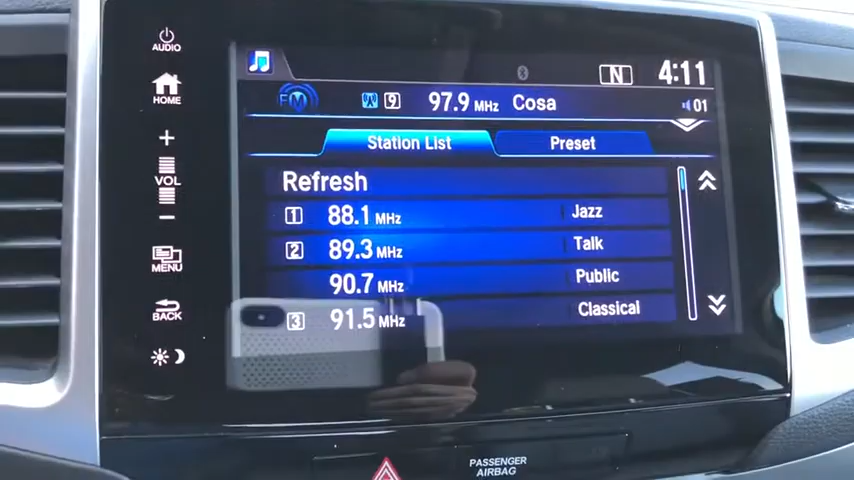 AUDIO
HOME
+
VOL
−
MENU
BACK
N 4:11
FM 9 97.9 MHz Cosa 01
Station List Preset
Refresh
1 88.1 MHz Jazz
2 89.3 MHz Talk
90.7 MHz Public
3 91.5 MHz Classical
PASSENGER
AIRBAG